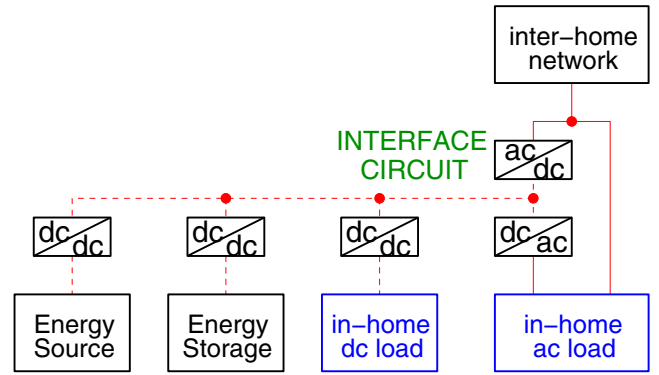 inter−home
network
INTERFACE
CIRCUIT
ac
dc
dc
dc
dc
dc
dc
dc
dc
ac
Energy
Source
Energy
Storage
in−home
dc load
in−home
ac load